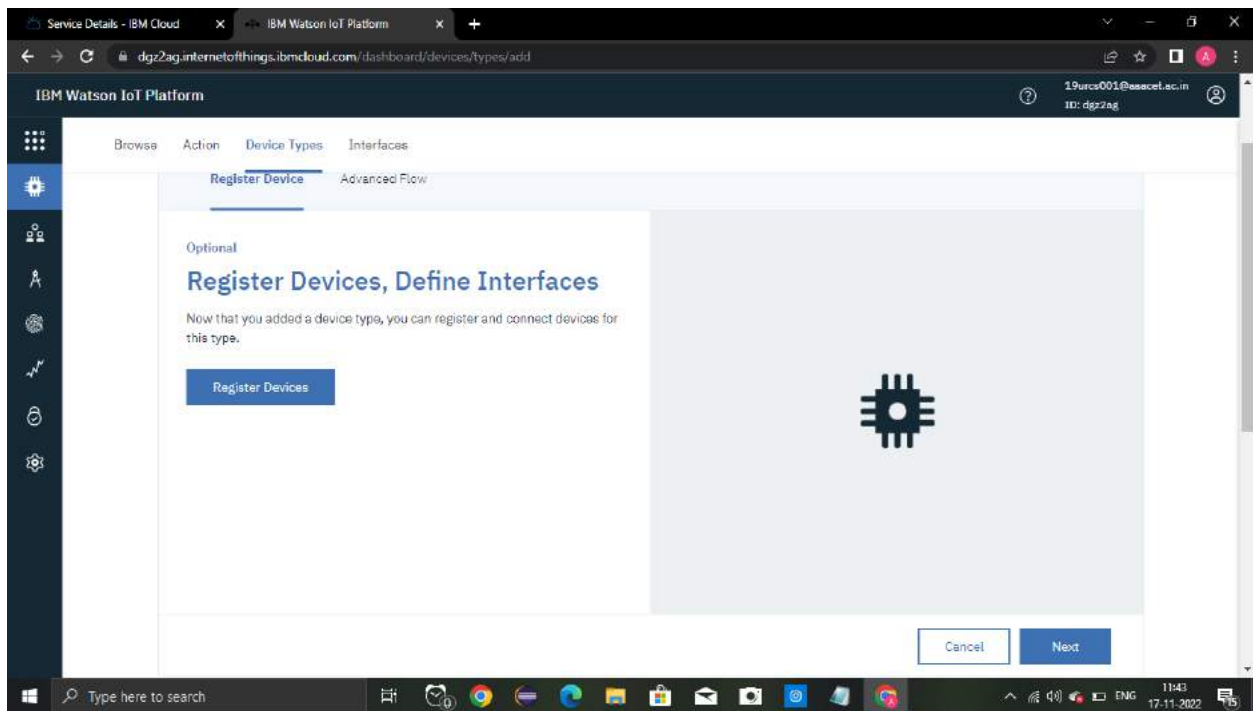 Service Details - IBM Cloud
IBM Watson IoT Platform
dgz2ag.internetofthings.ibmcloud.com/dashboard/devices/types/add
A
IBM Watson IoT Platform
19urcs001@aaacet.ac.in
ID: dgz2ag
Browse Action Device Types Interfaces
Register Device Advanced Flow
Optional
Register Devices, Define Interfaces
Now that you added a device type, you can register and connect devices for
this type.
Register Devices
Cancel Next
Type here to search
ENG
11:43
17-11-2022
15